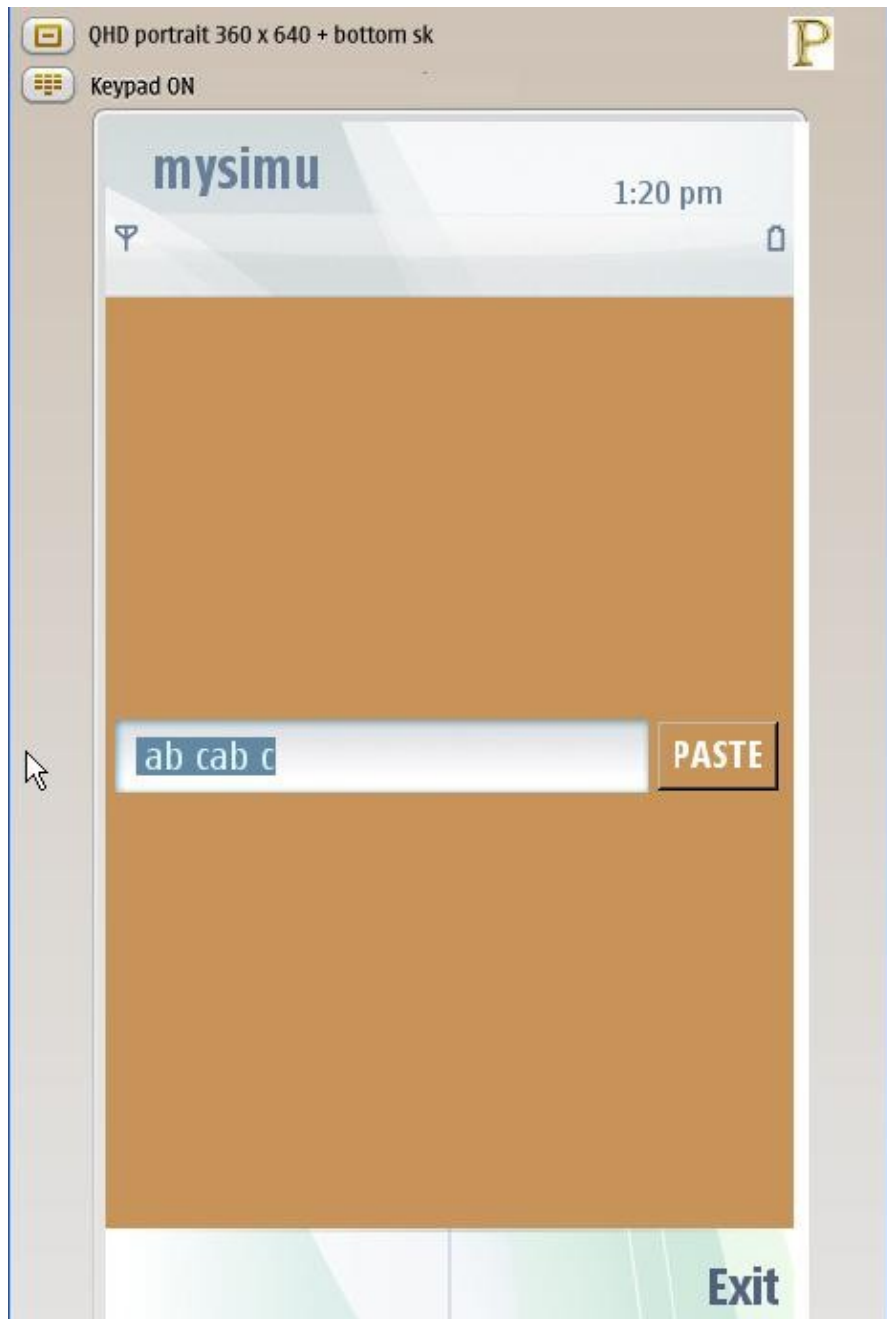 QHD portrait 360 x 640 + bottom sk
P
Keypad ON
mysimu
1:20 pm
ab cab c
PASTE
Exit